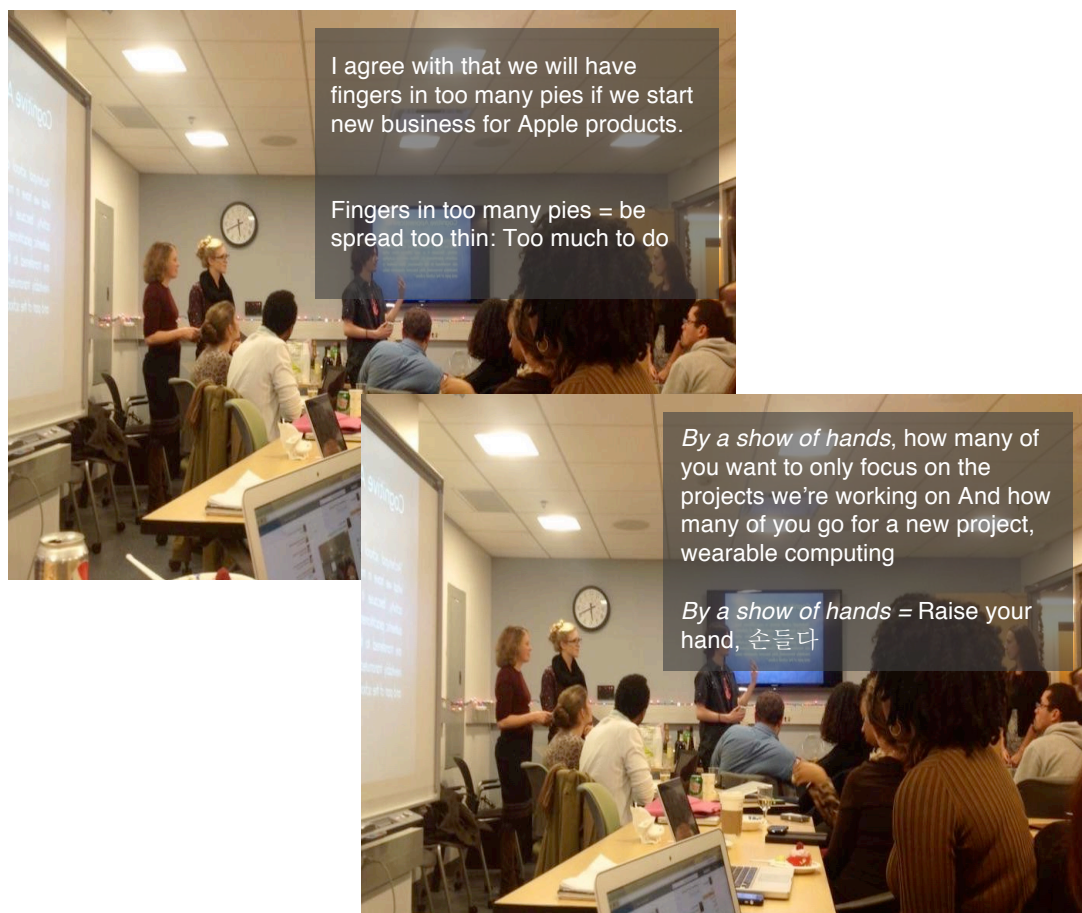 I agree with that we will have
fingers in too many pies if we start
new business for Apple products.
Fingers in too many pies = be
spread too thin: Too much to do
By a show of hands, how many of
you want to only focus on the
projects we’re working on And how
many of you go for a new project,
wearable computing
By a show of hands = Raise your
hand, 손들다
Cognitive A
Cognitive A